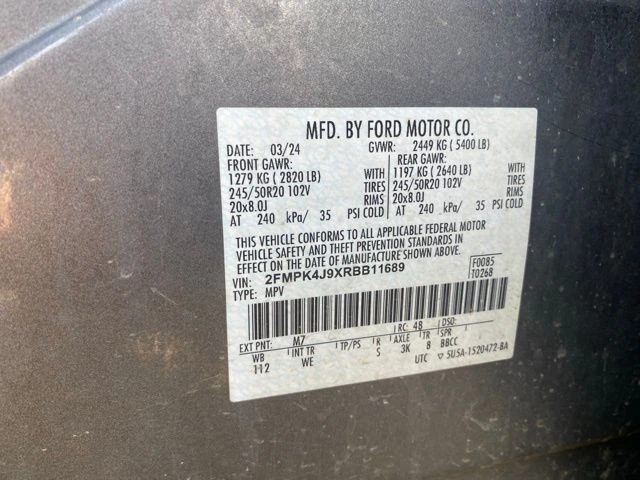 MFD. BY FORD MOTOR CO.
DATE: 03/24 GVWR: 2449 KG ( 5400 LB)
FRONT GAWR: REAR GAWR:
1279 KG ( 2820 LB) WITH 1197 KG ( 2640 LB) WITH
245/50R20 102V TIRES 245/50R20 102V TIRES
20x8.0J RIMS 20x8.0J RIMS
AT 240 kPa/ 35 PSI COLD AT 240 kPa/ 35 PSI COLD
THIS VEHICLE CONFORMS TO ALL APPLICABLE FEDERAL MOTOR
VEHICLE SAFETY AND THEFT PREVENTION STANDARDS IN
EFFECT ON THE DATE OF MANUFACTURE SHOWN ABOVE.
VIN: 2FMPK4J9XRBB11689 F0085
TYPE: MPV T0268
EXT PNT: M7 RC: 48 DSO:
WB INT TR TP/PS R AXLE TR SPR
112 WE S 3K 8 BBCC
UTC ▽ 5U5A-1520472-BA